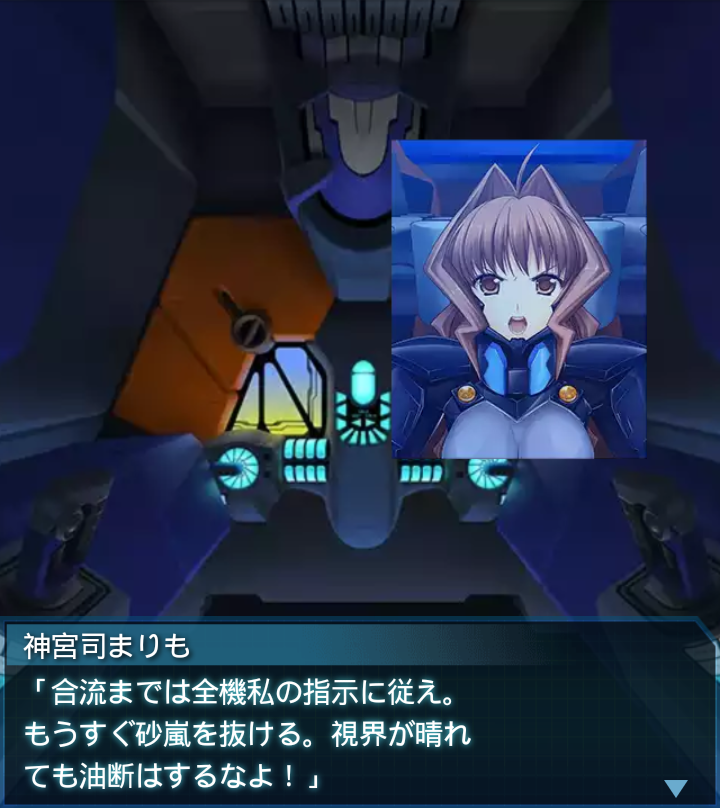 神宮司まりも
「合流までは全機私の指示に従え。
もうすぐ砂嵐を抜ける。視界が晴れ
ても油断はするなよ！」